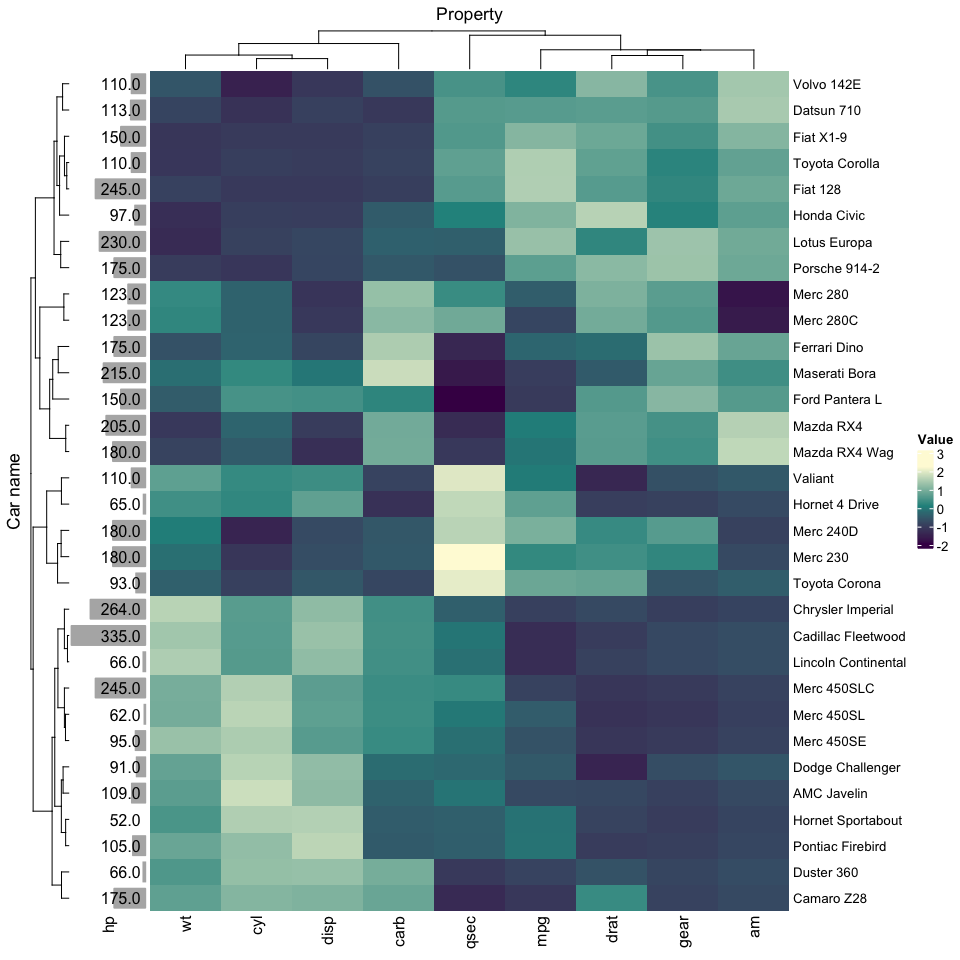 Property
110.0 Volvo 142E
113.0 Datsun 710
150.0 Fiat X1-9
110.0 Toyota Corolla
245.0 Fiat 128
97.0 Honda Civic
230.0 Lotus Europa
175.0 Porsche 914-2
123.0 Merc 280
123.0 Merc 280C
175.0 Ferrari Dino
215.0 Maserati Bora
150.0 Ford Pantera L
205.0 Mazda RX4
180.0 Mazda RX4 Wag
110.0 Valiant
65.0 Hornet 4 Drive
180.0 Merc 240D
180.0 Merc 230
93.0 Toyota Corona
264.0 Chrysler Imperial
335.0 Cadillac Fleetwood
66.0 Lincoln Continental
245.0 Merc 450SLC
62.0 Merc 450SL
95.0 Merc 450SE
91.0 Dodge Challenger
109.0 AMC Javelin
52.0 Hornet Sportabout
105.0 Pontiac Firebird
66.0 Duster 360
175.0 Camaro Z28
hp wt cyl disp carb qsec mpg drat gear am
Car name
Value
3
2
1
0
-1
-2